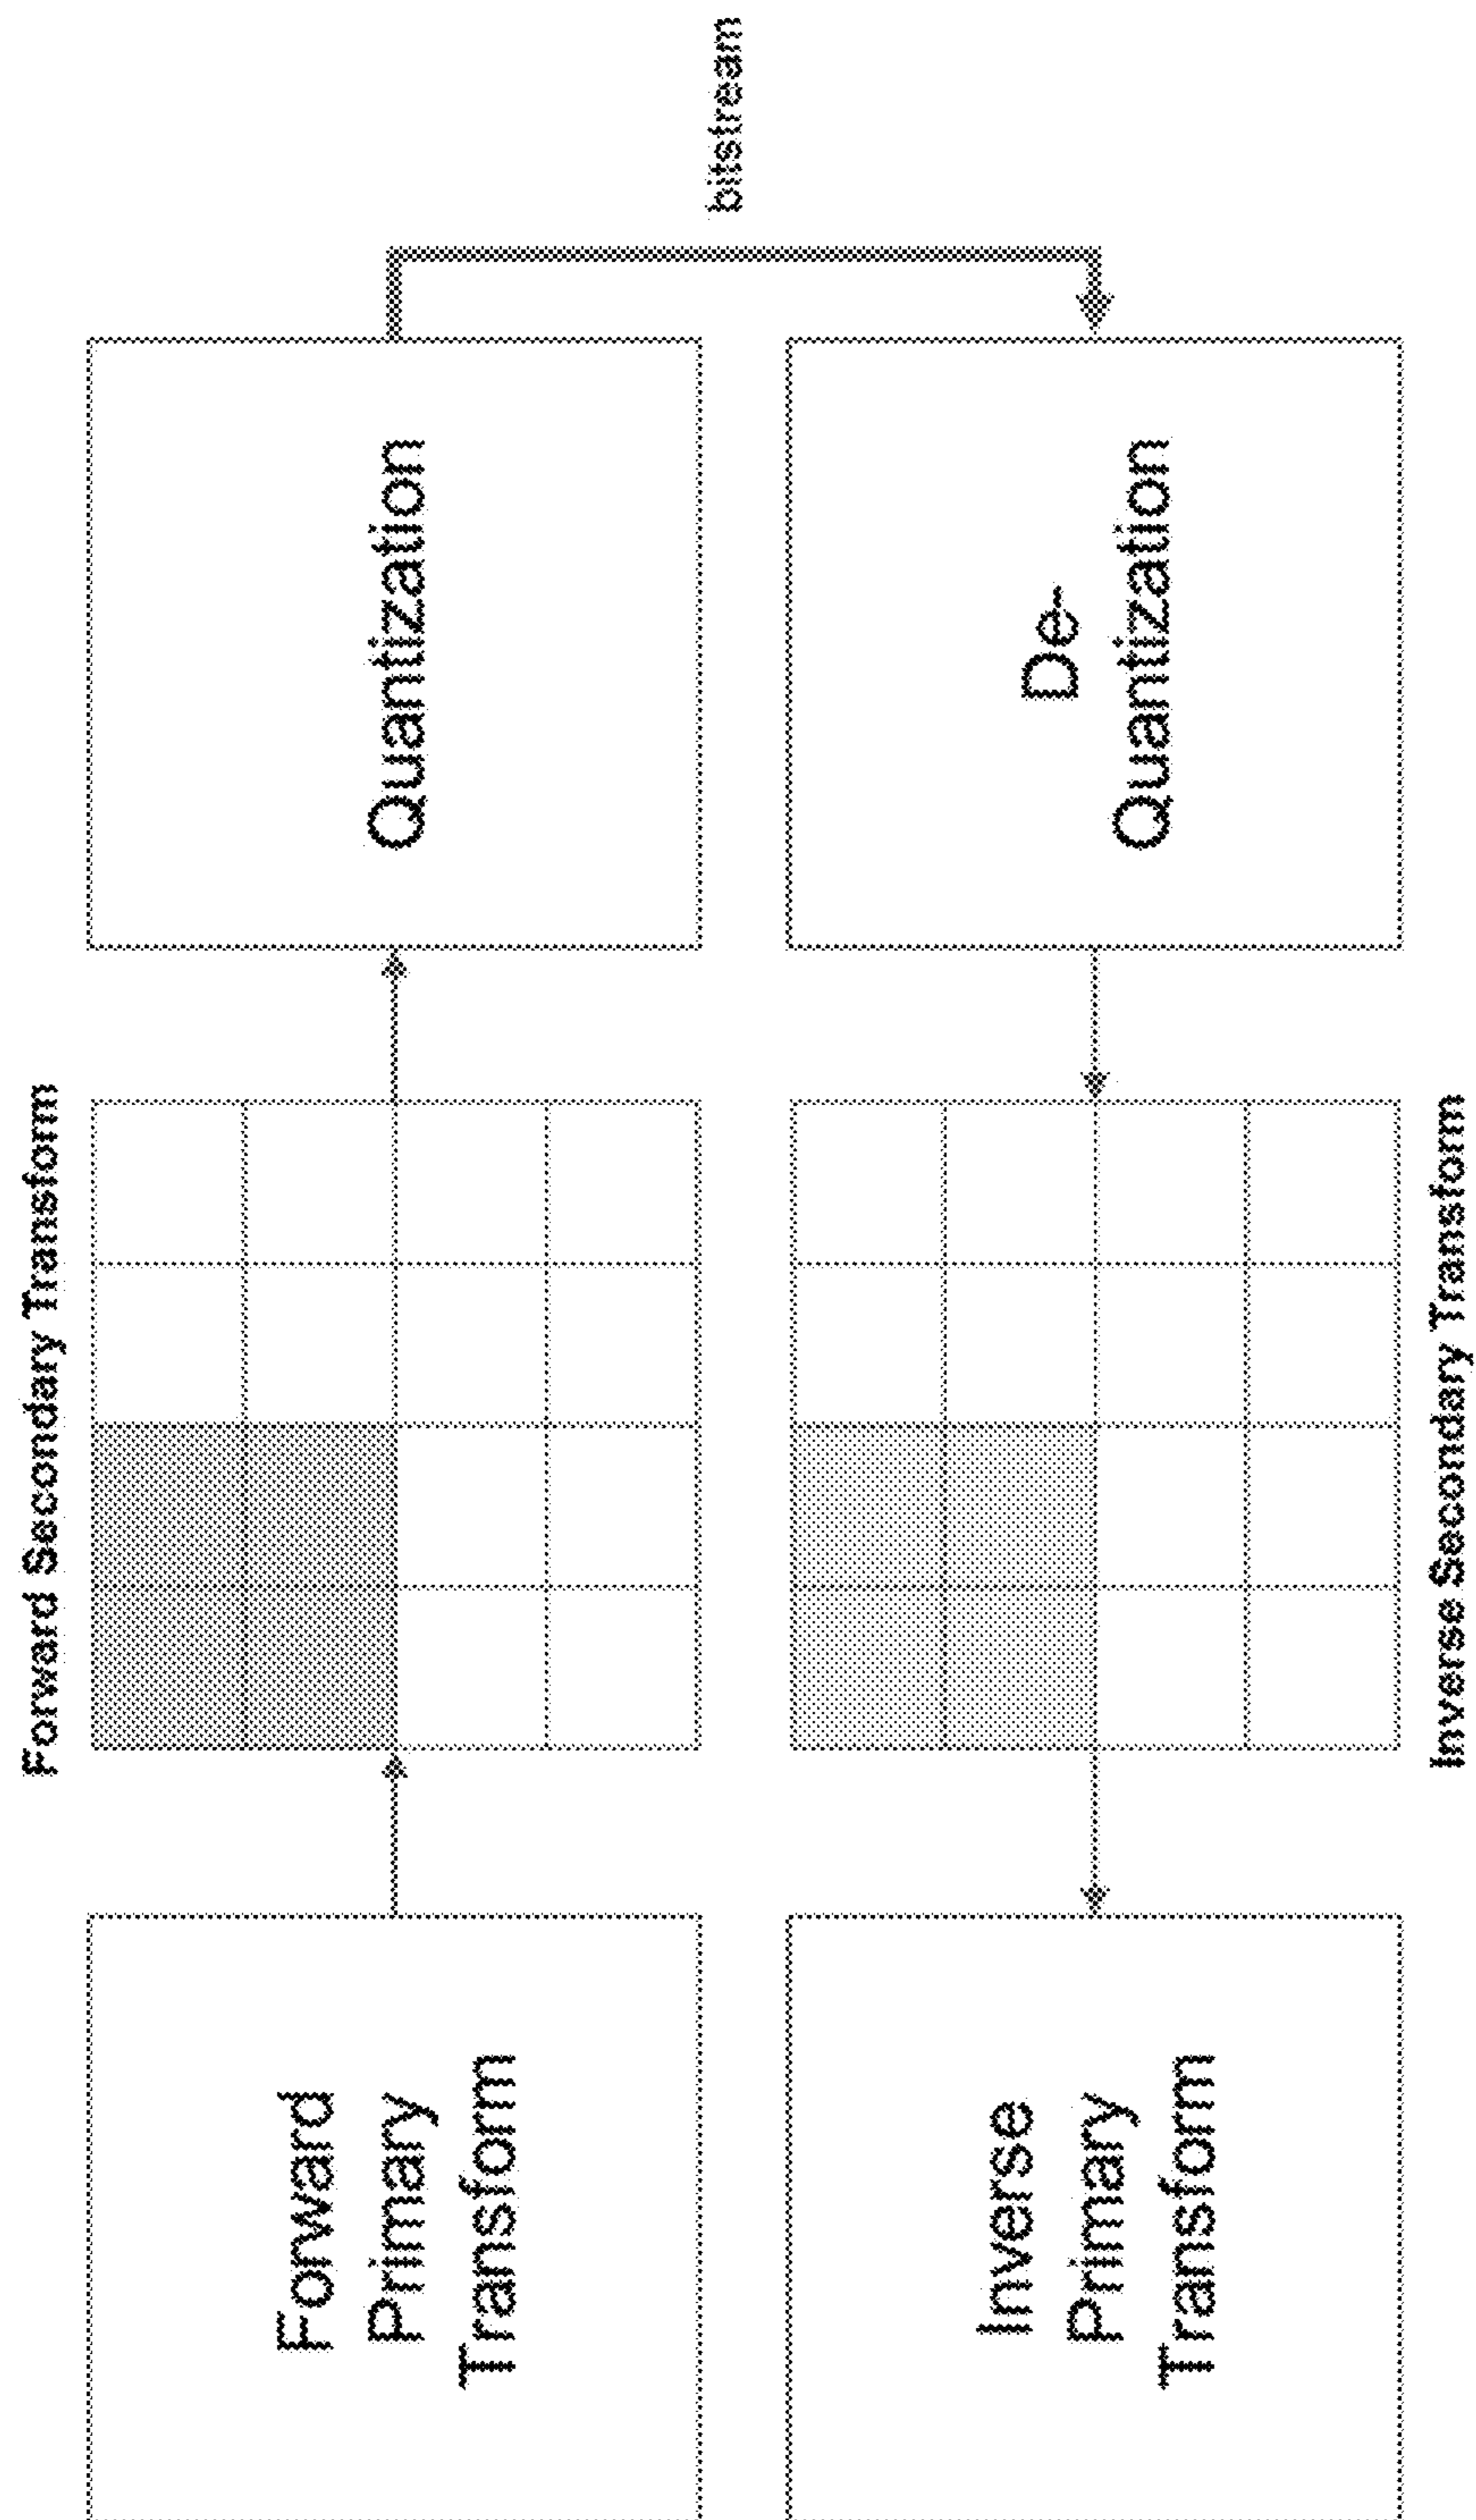 Forward Secondary Transform
Forward
Primary
Transform
Quantization
bitstream
Inverse
Primary
Transform
De-
Quantization
Inverse Secondary Transform